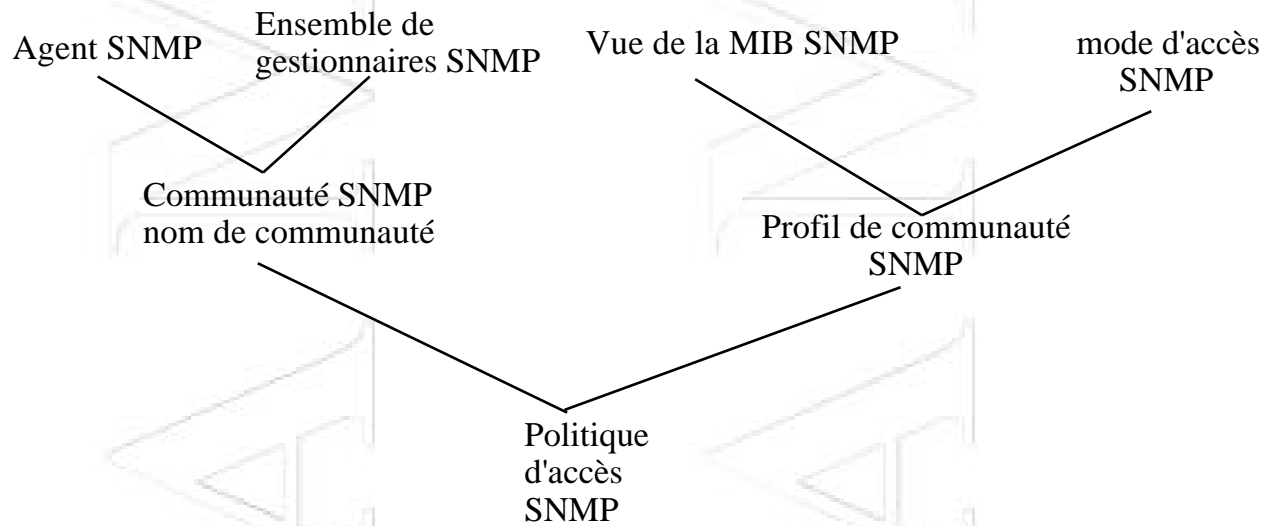 Agent SNMP
Ensemble de
gestionnaires SNMP
Vue de la MIB SNMP
mode d'accès
SNMP
Communauté SNMP
nom de communauté
Profil de communauté
SNMP
Politique
d'accès
SNMP